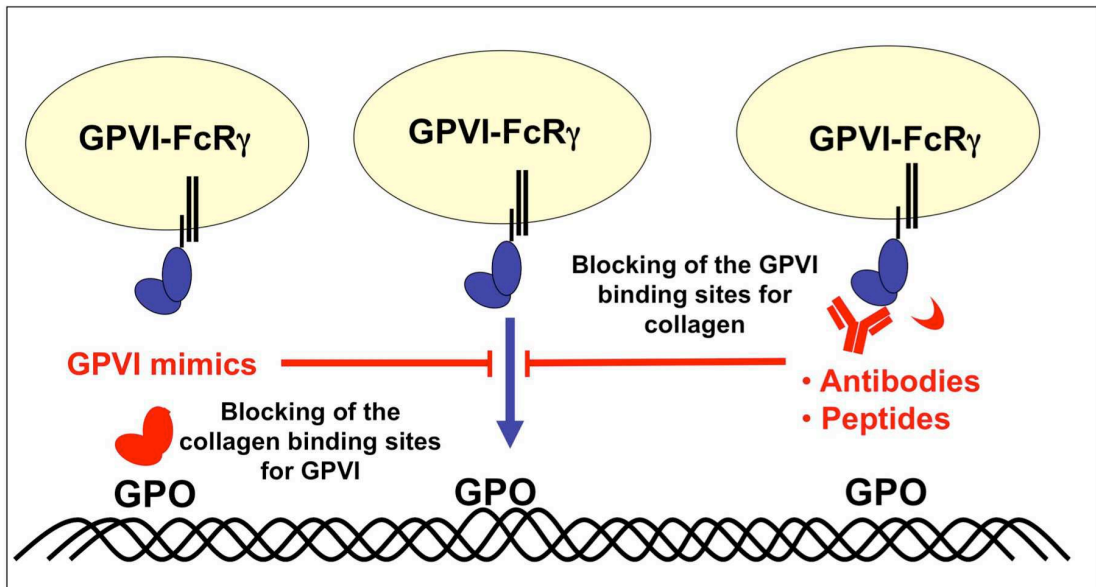 GPVI-FcRγ
GPVI-FcRγ
GPVI-FcRγ
Blocking of the GPVI
binding sites for
collagen
GPVI mimics
• Antibodies
• Peptides
Blocking of the
collagen binding sites
for GPVI
GPO
GPO
GPO